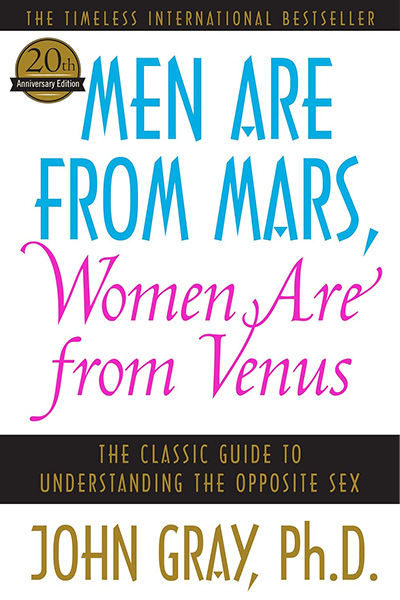 THE TIMELESS INTERNATIONAL BESTSELLER
20th
Anniversary Edition
MEN ARE
FROM MARS,
Women Are
from Venus
THE CLASSIC GUIDE TO
UNDERSTANDING THE OPPOSITE SEX
JOHN GRAY, Ph.D.